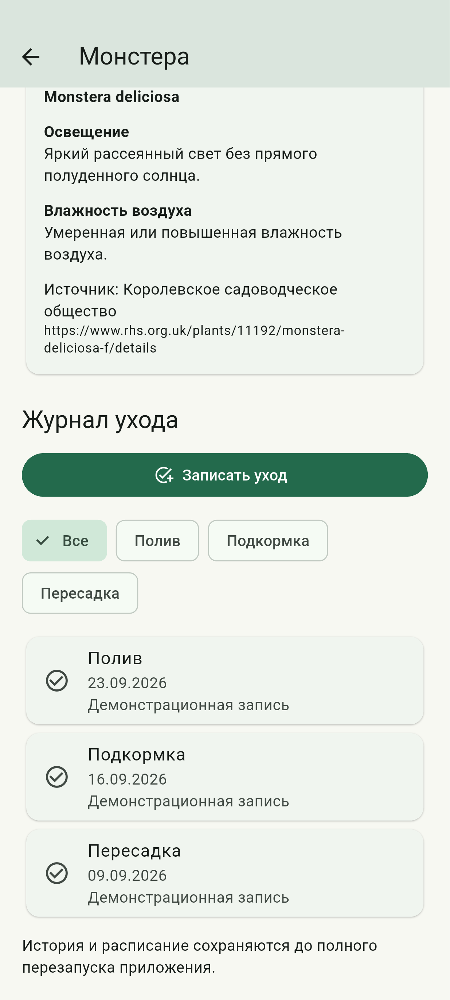 Монстера
Monstera deliciosa
Освещение
Яркий рассеянный свет без прямого
полуденного солнца.
Влажность воздуха
Умеренная или повышенная влажность
воздуха.
Источник: Королевское садоводческое
общество
https://www.rhs.org.uk/plants/11192/monstera-
deliciosa-f/details
Журнал ухода
Записать уход
Все
Полив
Подкормка
Пересадка
Полив
23.09.2026
Демонстрационная запись
Подкормка
16.09.2026
Демонстрационная запись
Пересадка
09.09.2026
Демонстрационная запись
История и расписание сохраняются до полного
перезапуска приложения.